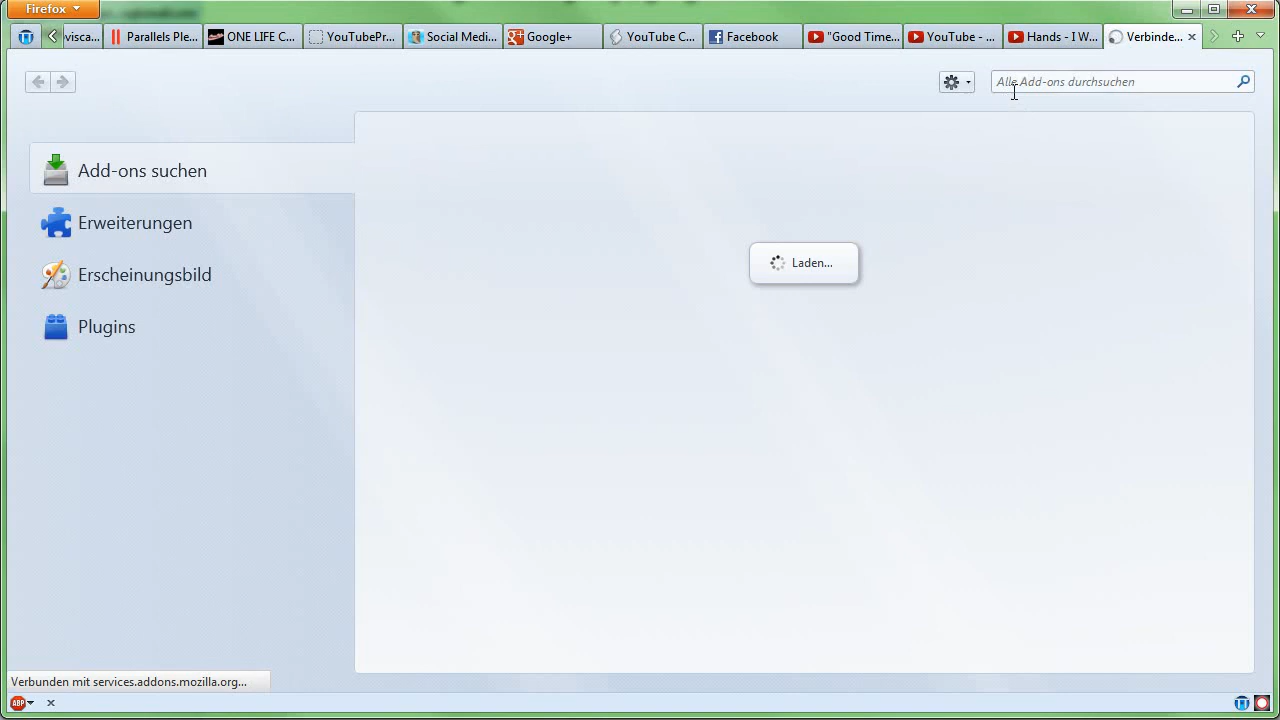 Firefox
visca...
Parallels Ple...
ONE LIFE C...
YouTubePr...
Social Medi...
Google+
YouTube C...
Facebook
"Good Time...
YouTube - ...
Hands - I W...
Verbinde...
Alle Add-ons durchsuchen
Add-ons suchen
Erweiterungen
Erscheinungsbild
Plugins
Laden...
Verbunden mit services.addons.mozilla.org...
ABP